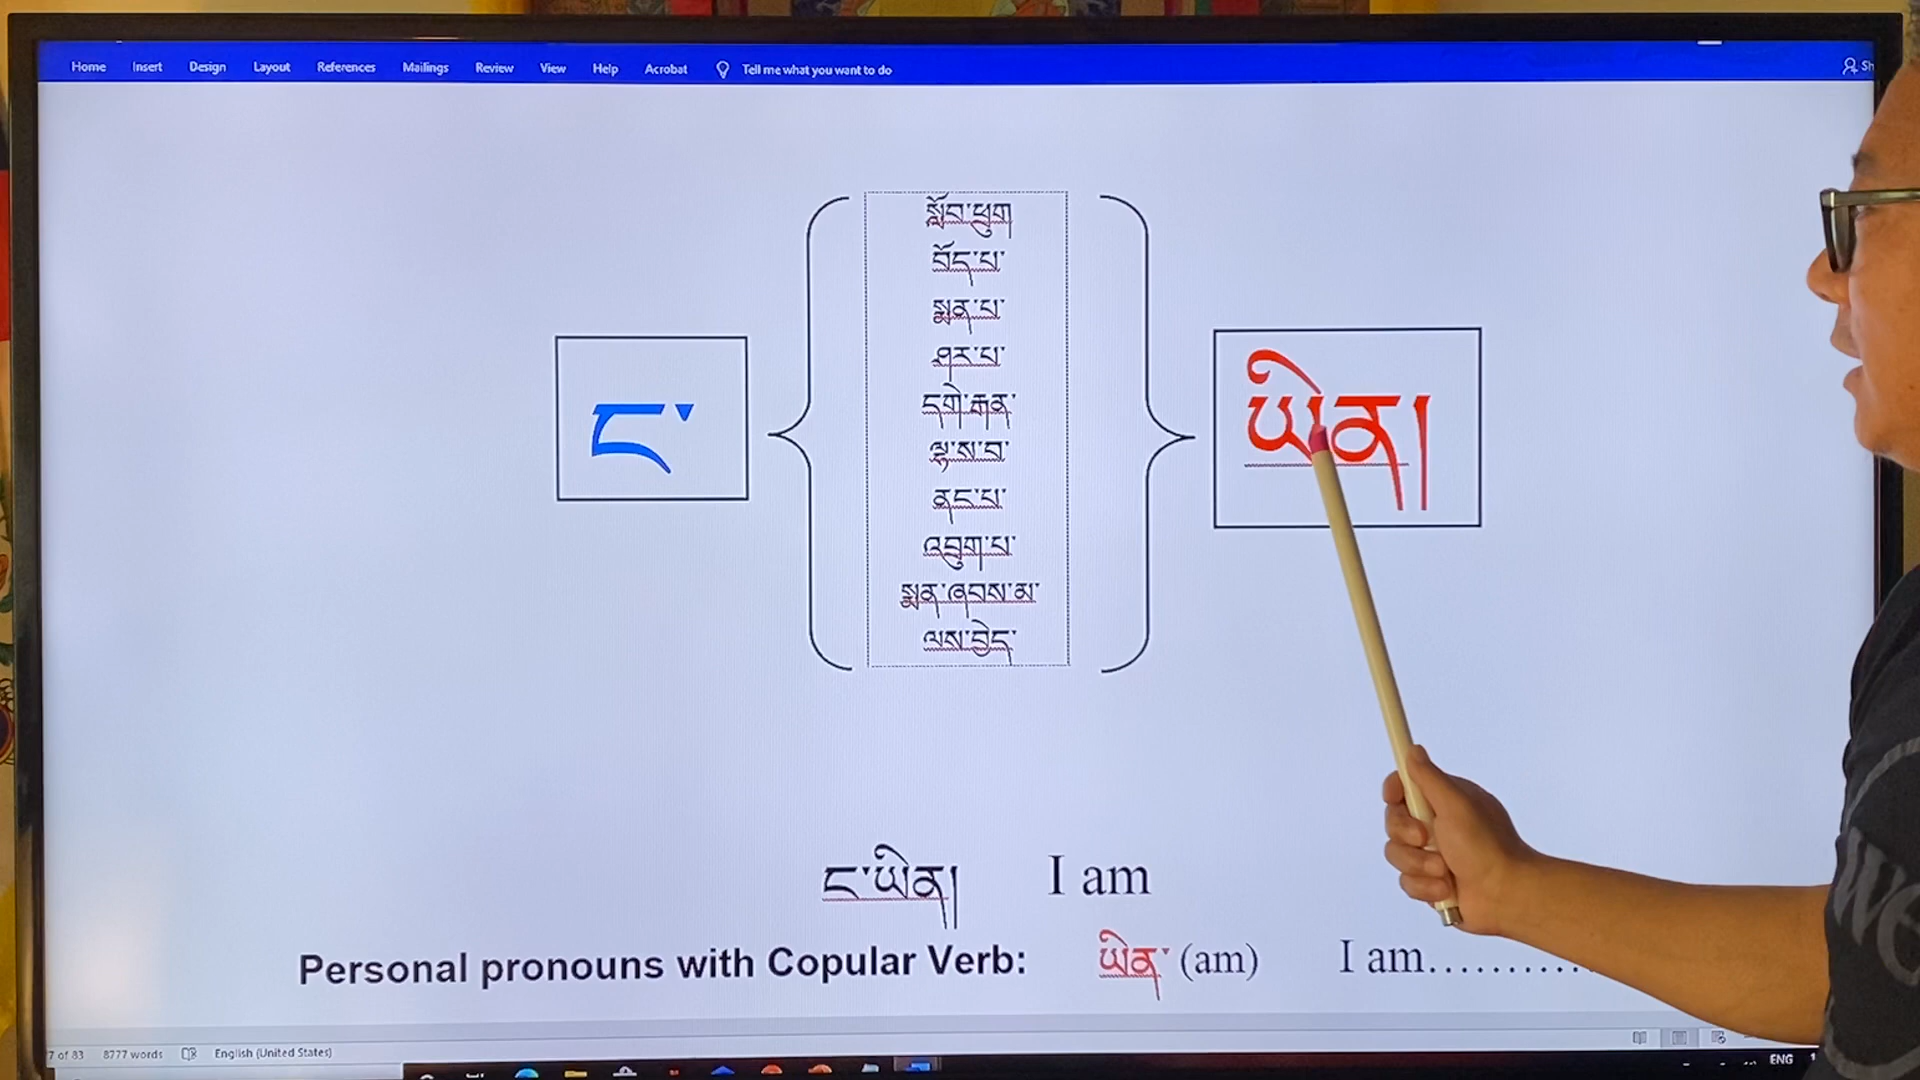 Home Insert Design Layout References Mailings Review View Help Acrobat Tell me what you want to do
སློབ་ཕྲུག
བོད་པ་
སྨན་པ་
ཤར་པ་
དགེ་རྒན་
ལྷ་ས་བ་
ནང་པ་
འབྲུག་པ་
སྨན་ཞབས་མ་
ལས་བྱེད་
ང་
ཡིན།
ང་ཡིན། I am
Personal pronouns with Copular Verb: ཡིན་ (am) I am............
7 of 83 8777 words English (United States)
ENG